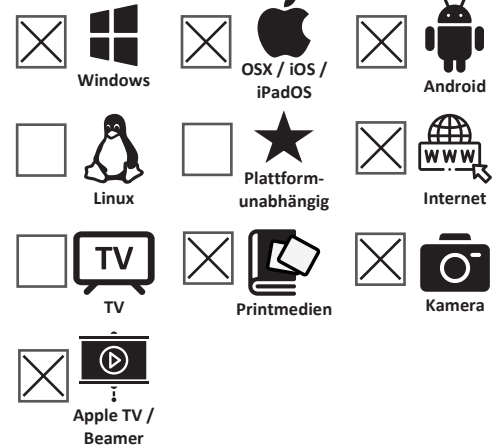 Windows
OSX / iOS /
iPadOS
Android
Linux
Plattform-
unabhängig
WWW
Internet
TV
TV
Printmedien
Kamera
Apple TV /
Beamer